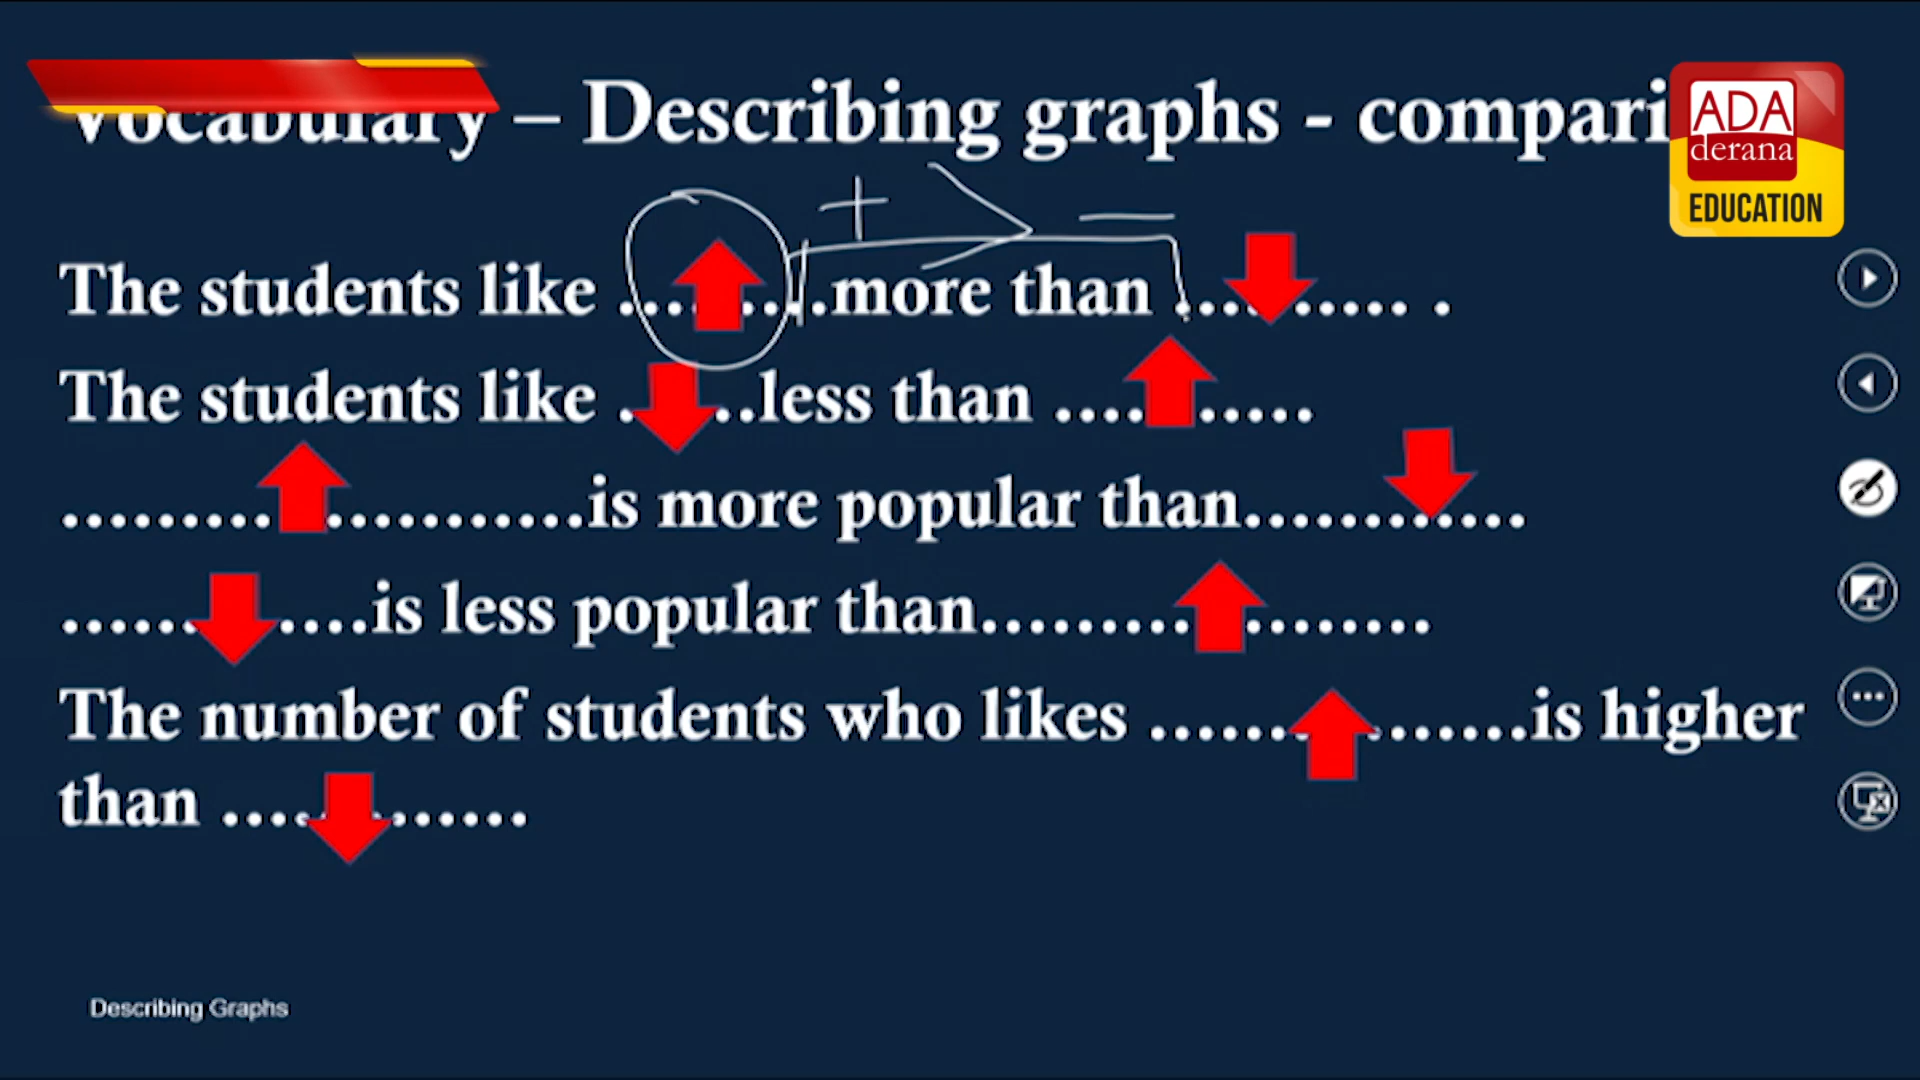 Vocabulary – Describing graphs - compari
ADA
derana
EDUCATION
+ > –
The students like ..........more than ............ .
The students like ......less than ...........
......................is more popular than............
.............is less popular than...................
The number of students who likes ................is higher
than .............
Describing Graphs